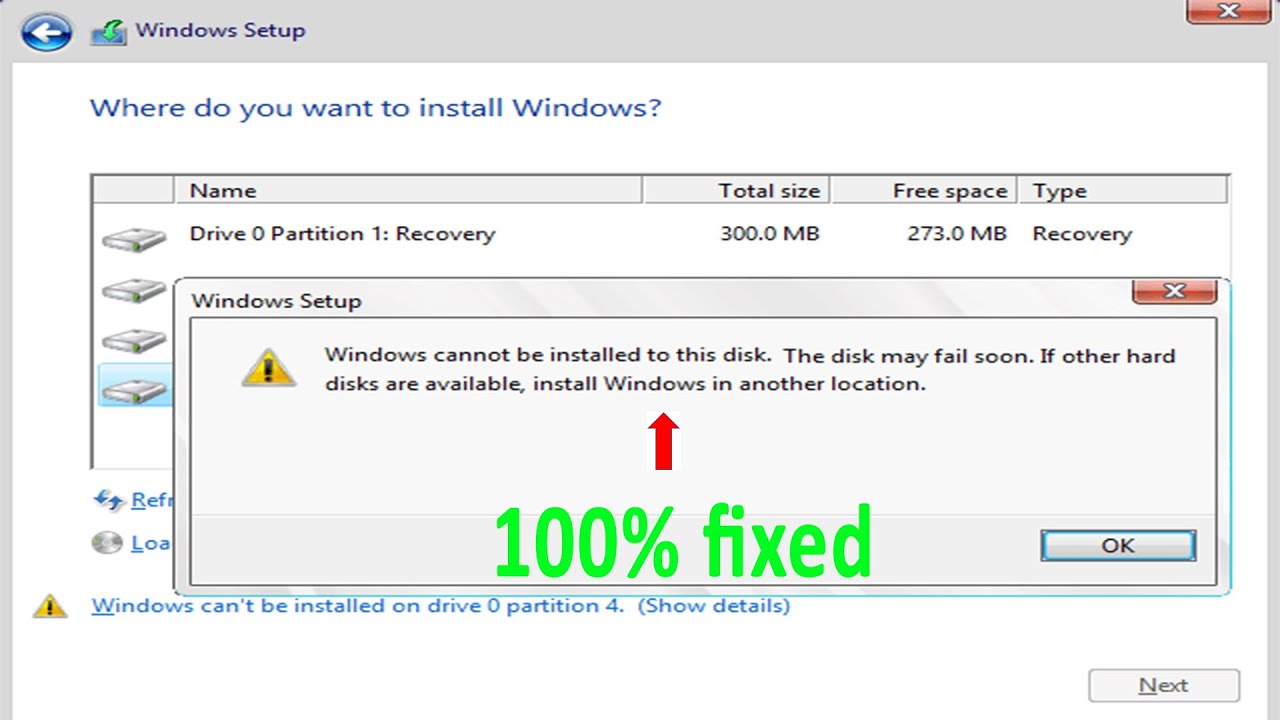 Windows Setup
Where do you want to install Windows?
Name Total size Free space Type
Drive 0 Partition 1: Recovery 300.0 MB 273.0 MB Recovery
Windows Setup
Windows cannot be installed to this disk. The disk may fail soon. If other hard
disks are available, install Windows in another location.
100% fixed
OK
Refr
Loa
Windows can't be installed on drive 0 partition 4. (Show details)
Next